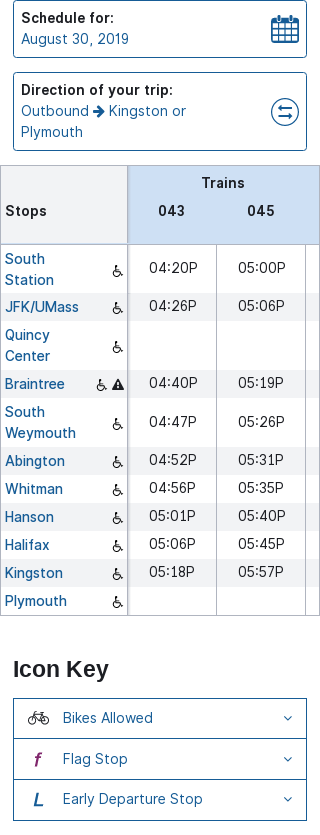 Schedule for:
August 30, 2019
Direction of your trip:
Outbound → Kingston or
Plymouth
Trains
Stops 043 045
South
Station 04:20P 05:00P
JFK/UMass 04:26P 05:06P
Quincy
Center
Braintree 04:40P 05:19P
South
Weymouth 04:47P 05:26P
Abington 04:52P 05:31P
Whitman 04:56P 05:35P
Hanson 05:01P 05:40P
Halifax 05:06P 05:45P
Kingston 05:18P 05:57P
Plymouth
Icon Key
Bikes Allowed
f Flag Stop
L Early Departure Stop